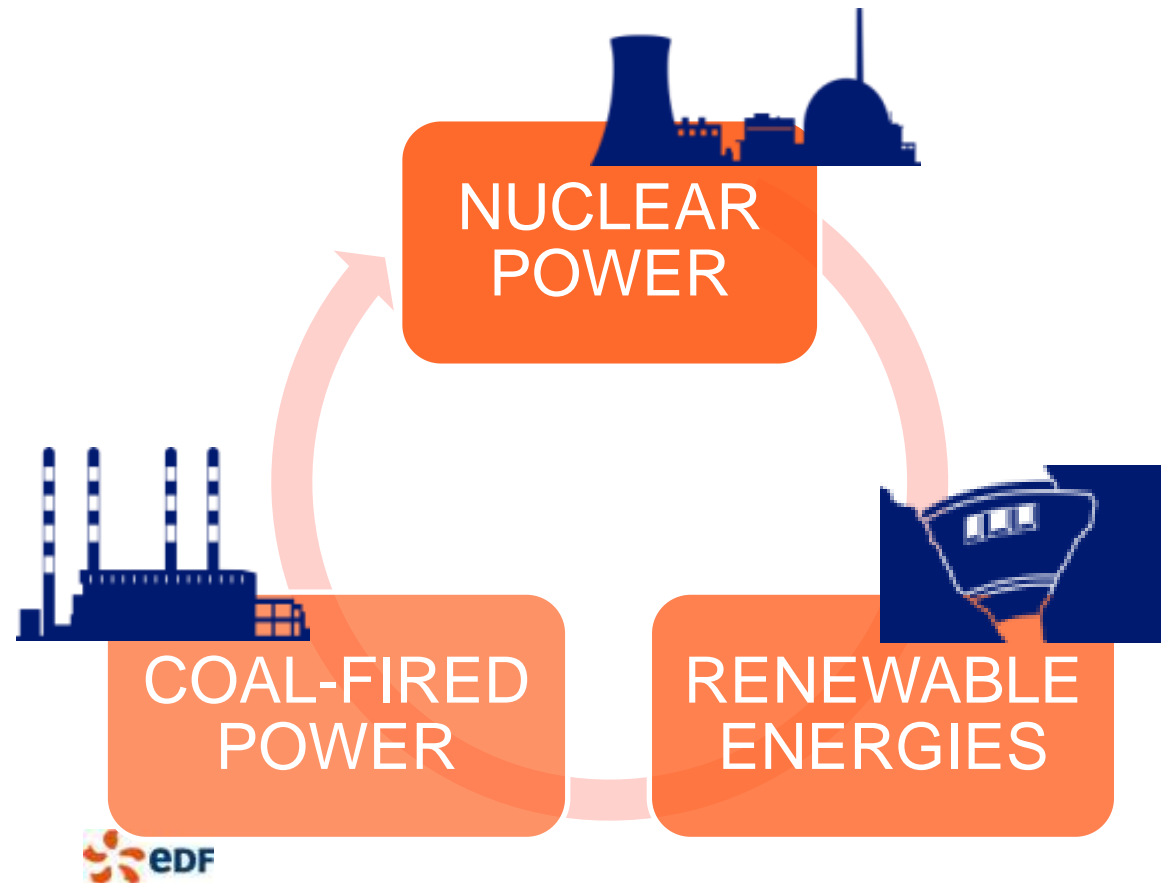 NUCLEAR
POWER
COAL-FIRED
POWER
RENEWABLE
ENERGIES
eDF